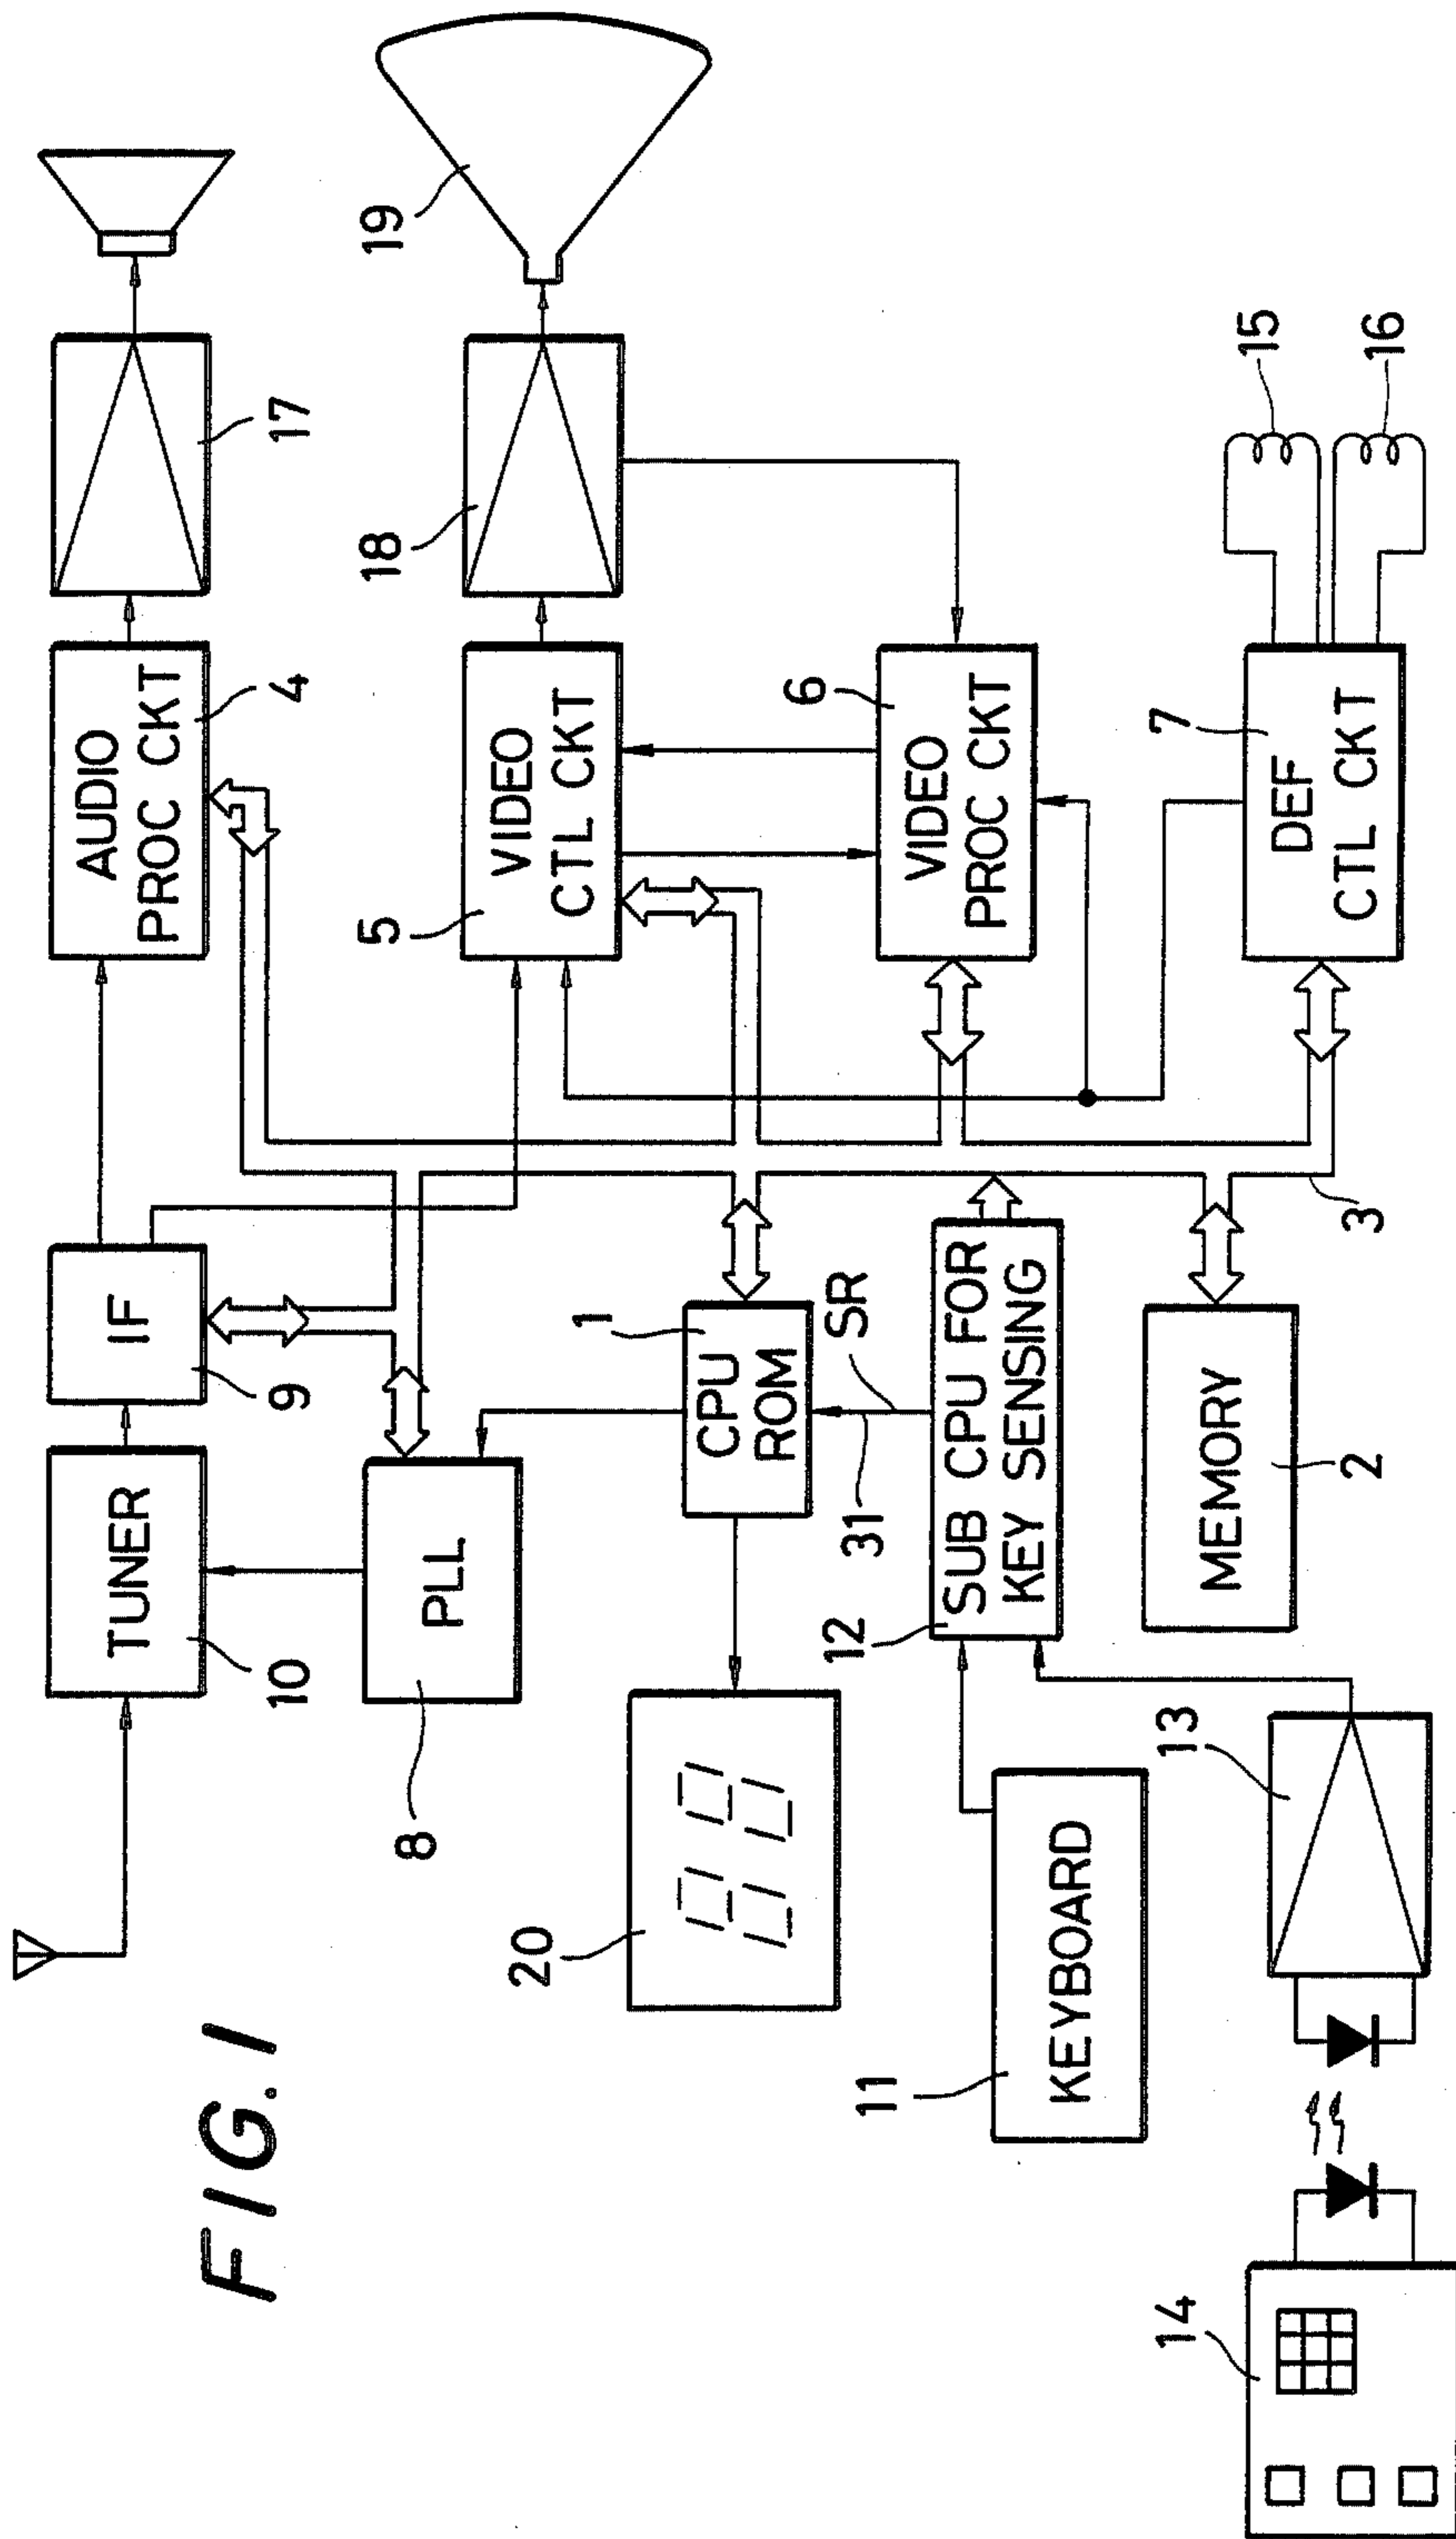 FIG. 1
TUNER
10
IF
9
AUDIO
PROC CKT
4
17
PLL
8
VIDEO
CTL CKT
5
18
19
20
CPU
ROM
1
SR
31
VIDEO
PROC CKT
6
KEYBOARD
11
SUB CPU FOR
KEY SENSING
12
MEMORY
2
3
DEF
CTL CKT
7
15
16
13
14